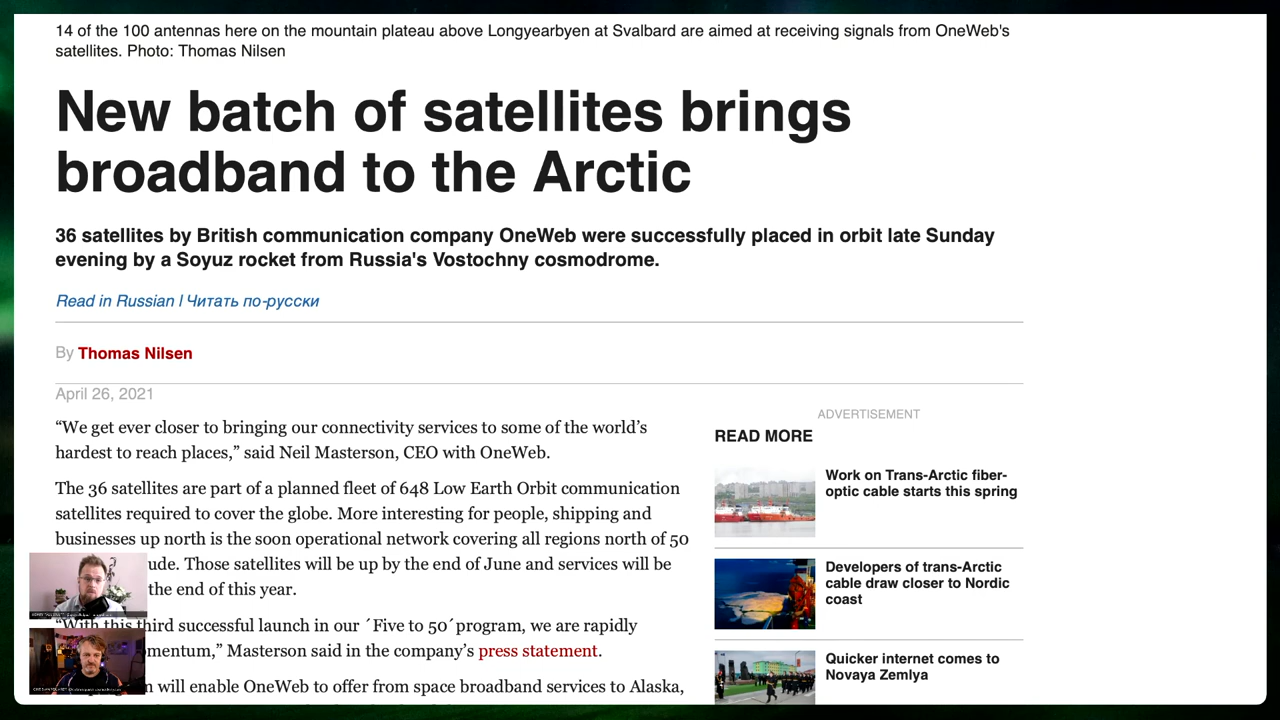 14 of the 100 antennas here on the mountain plateau above Longyearbyen at Svalbard are aimed at receiving signals from OneWeb's
satellites. Photo: Thomas Nilsen
New batch of satellites brings
broadband to the Arctic
36 satellites by British communication company OneWeb were successfully placed in orbit late Sunday
evening by a Soyuz rocket from Russia's Vostochny cosmodrome.
Read in Russian | Читать по-русски
By Thomas Nilsen
April 26, 2021
“We get ever closer to bringing our connectivity services to some of the world’s
hardest to reach places,” said Neil Masterson, CEO with OneWeb.
The 36 satellites are part of a planned fleet of 648 Low Earth Orbit communication
satellites required to cover the globe. More interesting for people, shipping and
businesses up north is the soon operational network covering all regions north of 50
ude. Those satellites will be up by the end of June and services will be
the end of this year.
“With this third successful launch in our ´Five to 50´program, we are rapidly
mentum,” Masterson said in the company’s press statement.
n will enable OneWeb to offer from space broadband services to Alaska,
ADVERTISEMENT
READ MORE
Work on Trans-Arctic fiber-
optic cable starts this spring
Developers of trans-Arctic
cable draw closer to Nordic
coast
Quicker internet comes to
Novaya Zemlya